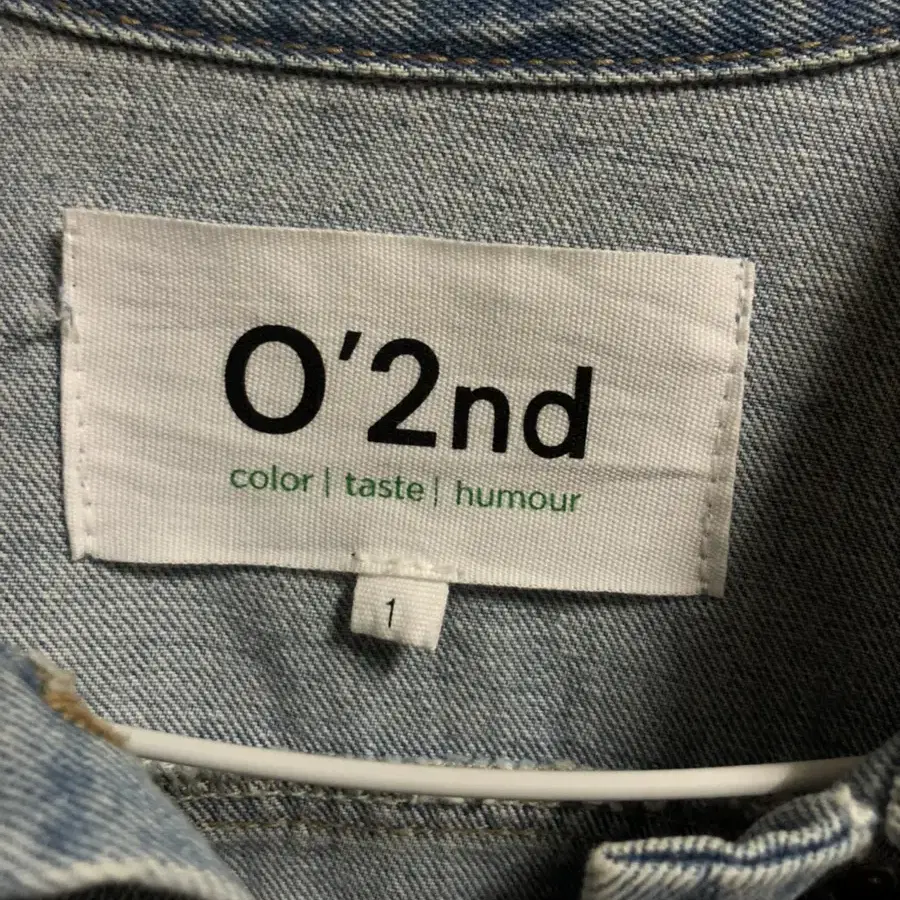 O'2nd
color | taste | humour
1